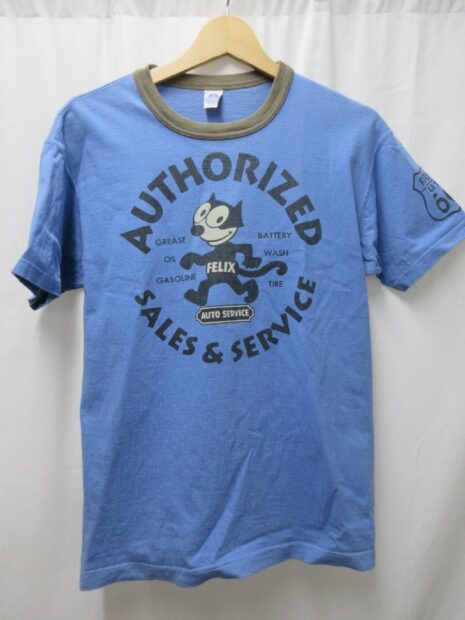 AUTHORIZED
GREASE
BATTERY
OIL
WASH
GASOLINE
TIRE
FELIX
AUTO SERVICE
SALES & SERVICE